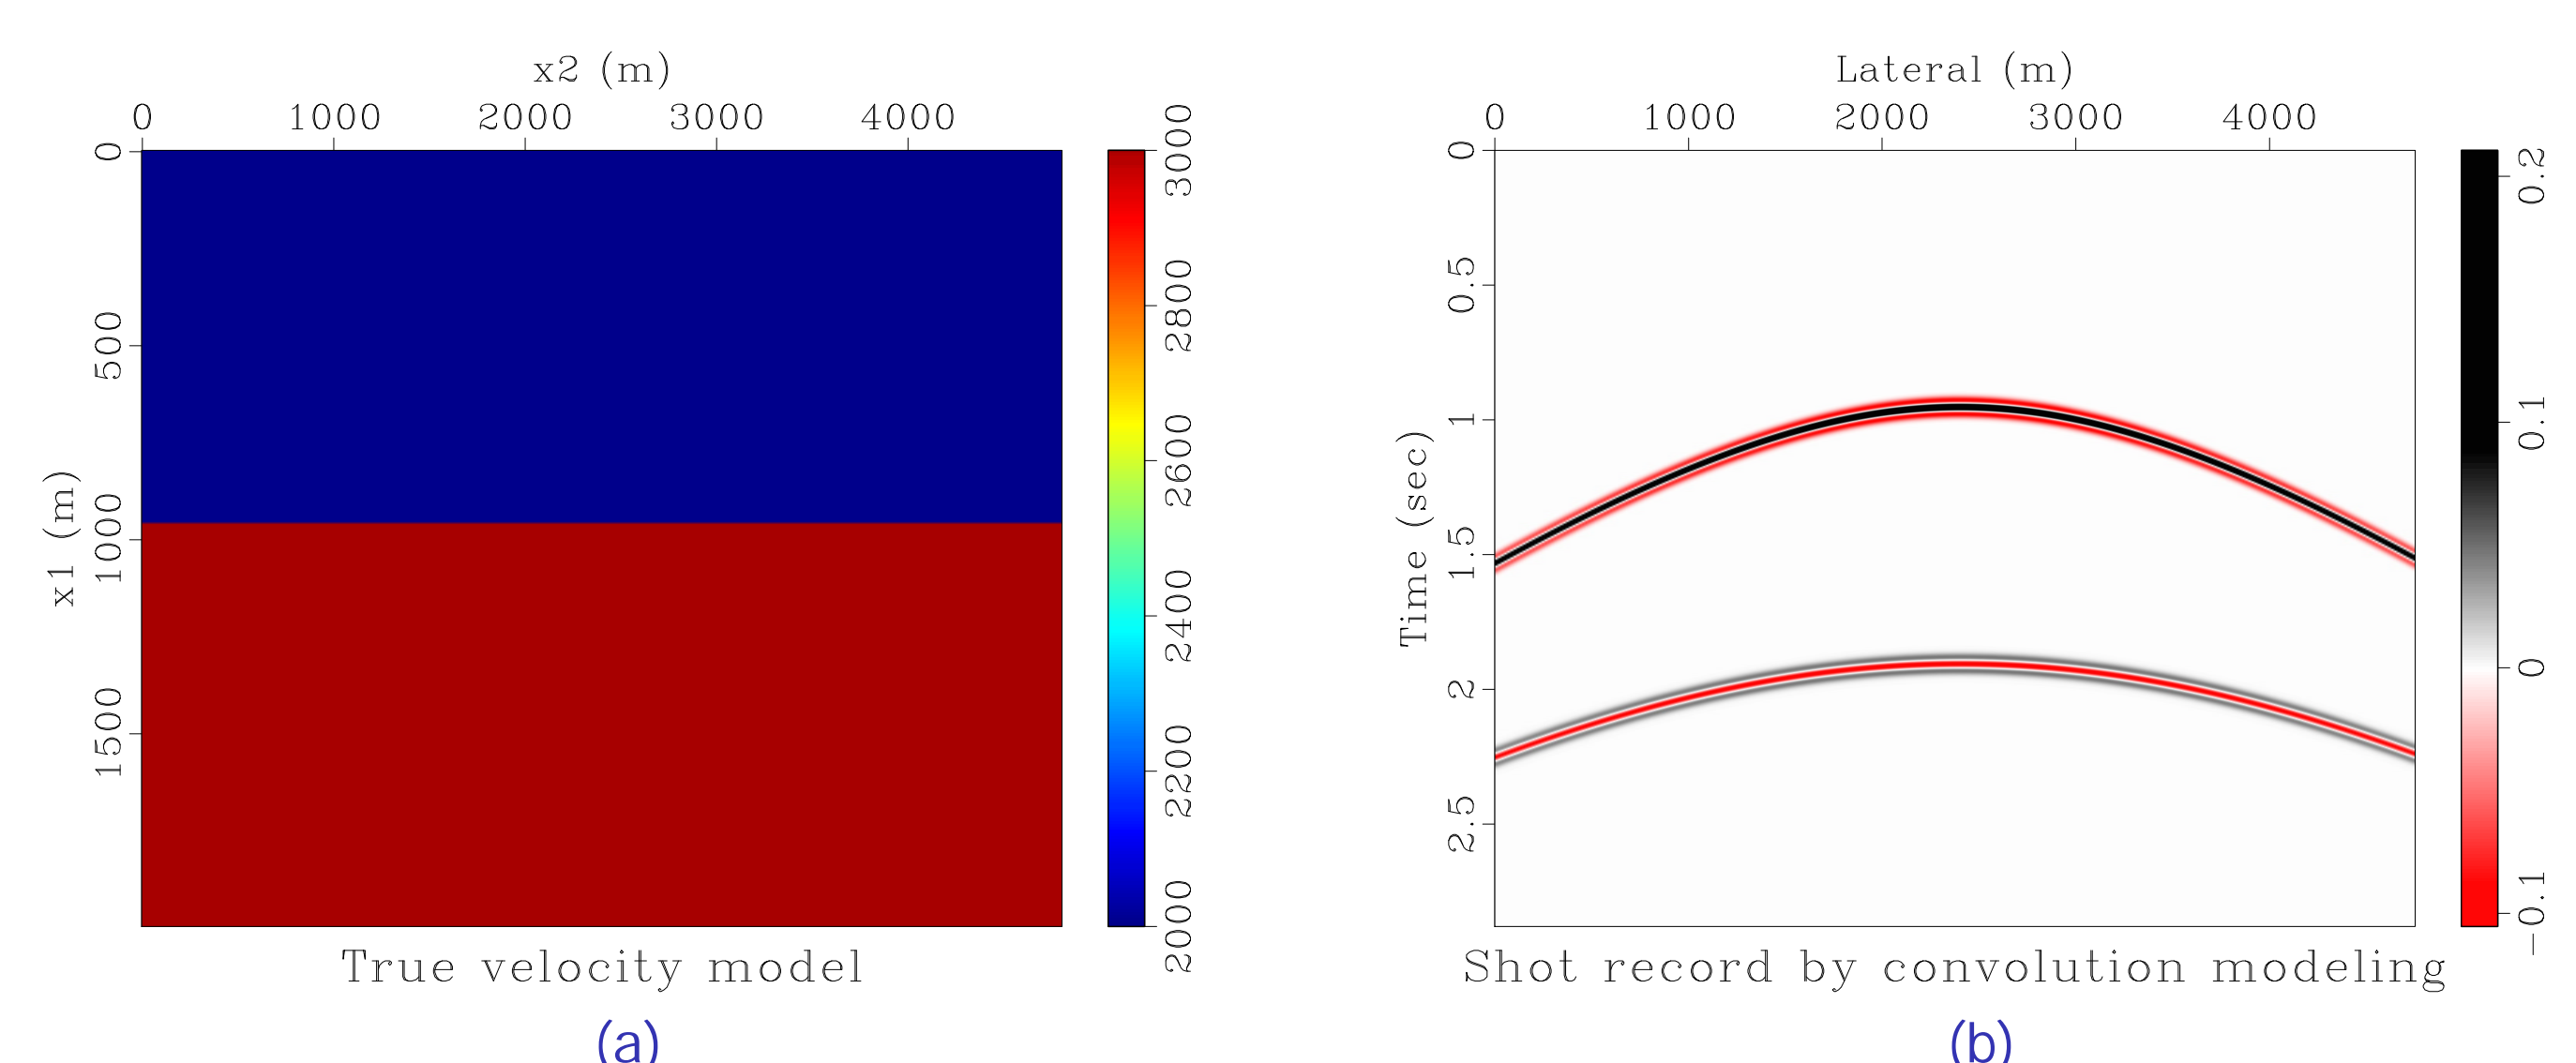 x2 (m)
0 1000 2000 3000 4000
x1 (m)
0 500 1000 1500
2000 2200 2400 2600 2800 3000
True velocity model
(a)
Lateral (m)
0 1000 2000 3000 4000
Time (sec)
0 0.5 1 1.5 2 2.5
−0.1 0 0.1 0.2
Shot record by convolution modeling
(b)